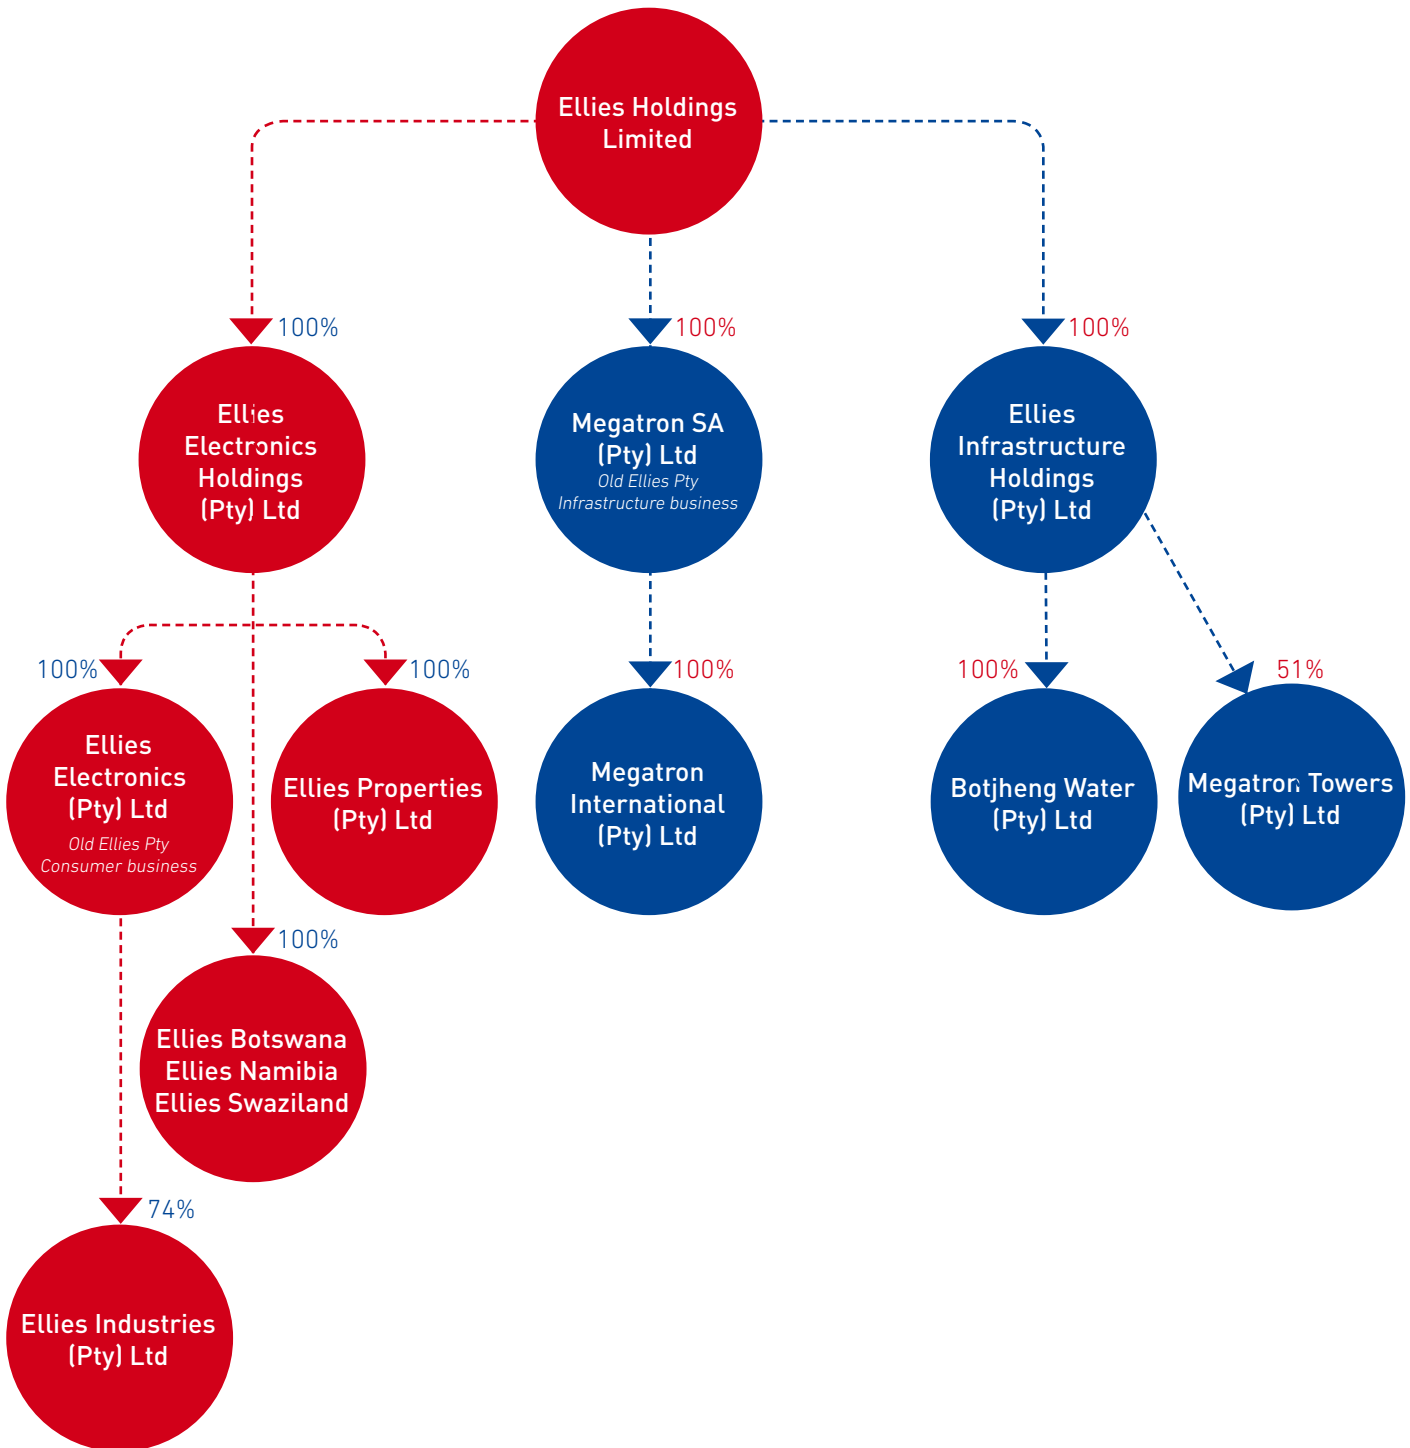 Ellies Holdings
Limited
100%
100%
100%
Ellies
Electronics
Holdings
(Pty) Ltd
Megatron SA
(Pty) Ltd
Old Ellies Pty
Infrastructure business
Ellies
Infrastructure
Holdings
(Pty) Ltd
100%
100%
100%
100%
51%
Ellies
Electronics
(Pty) Ltd
Old Ellies Pty
Consumer business
Ellies Properties
(Pty) Ltd
Megatron
International
(Pty) Ltd
Botjheng Water
(Pty) Ltd
Megatron Towers
(Pty) Ltd
100%
Ellies Botswana
Ellies Namibia
Ellies Swaziland
74%
Ellies Industries
(Pty) Ltd